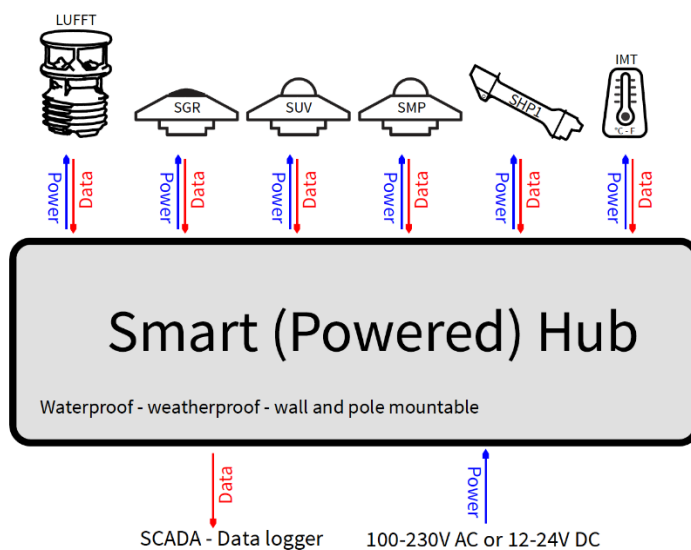 LUFFT
SGR
SUV
SMP
SHP1
IMT
°C - F
Power
Data
Power
Data
Power
Data
Power
Data
Power
Data
Power
Data
Smart (Powered) Hub
Waterproof - weatherproof - wall and pole mountable
Data
Power
SCADA - Data logger
100-230V AC or 12-24V DC